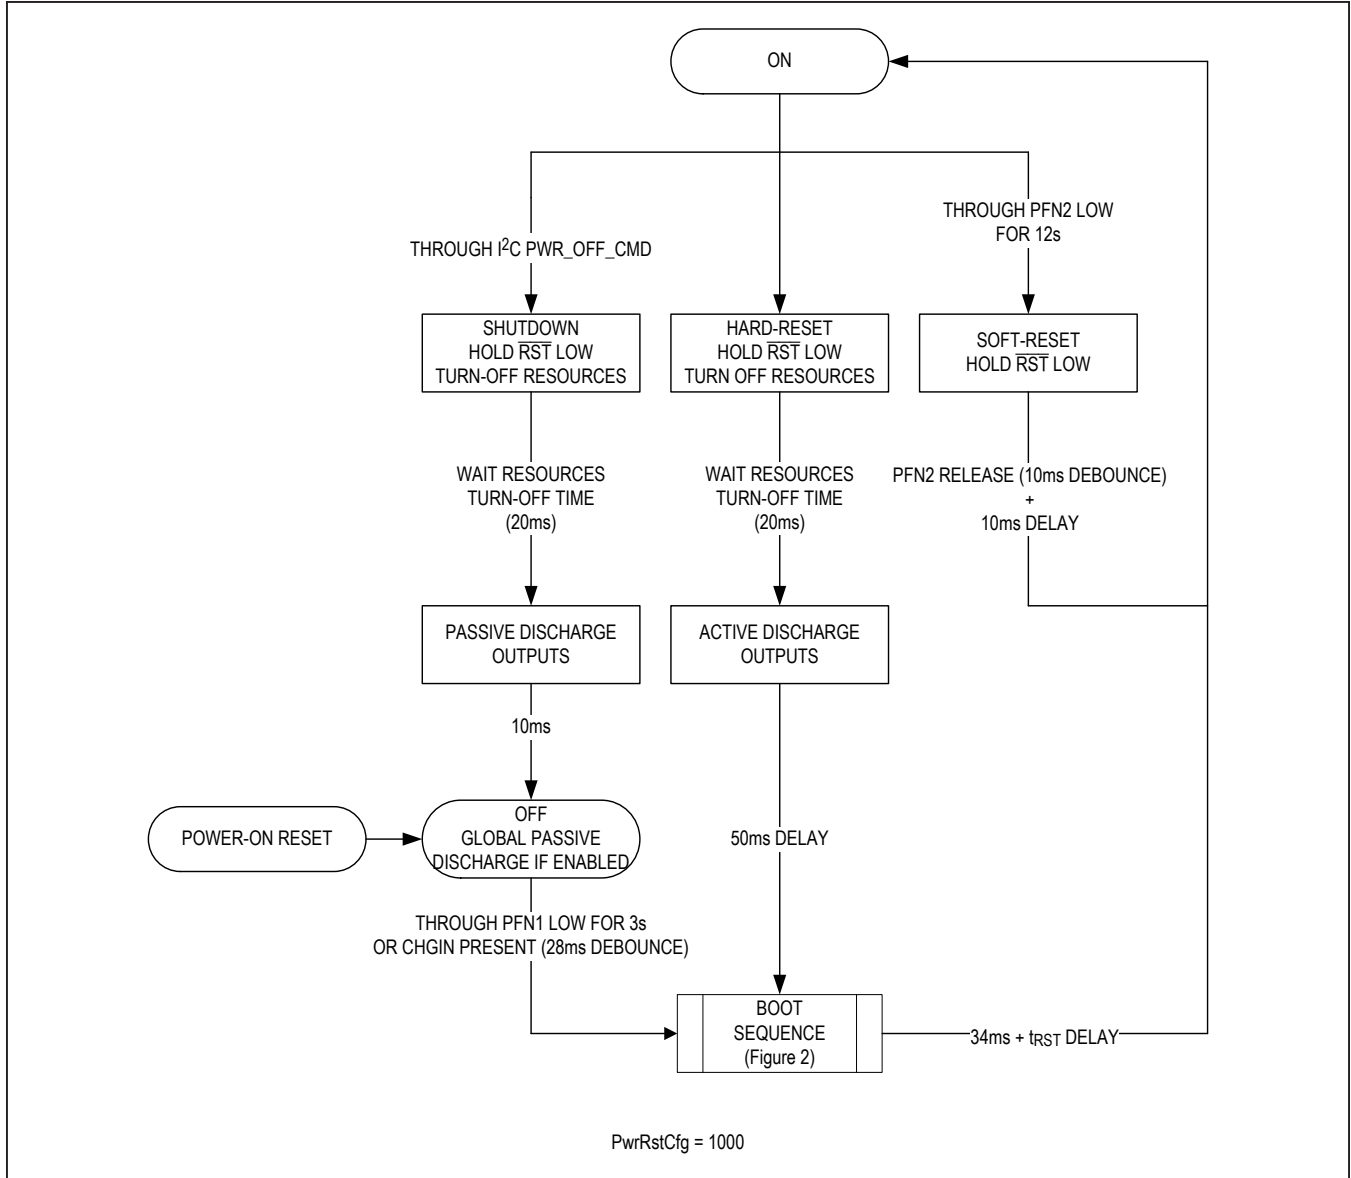 ON
THROUGH I²C PWR_OFF_CMD
THROUGH PFN2 LOW
FOR 12s
SHUTDOWN
HOLD R̅S̅T̅ LOW
TURN-OFF RESOURCES
HARD-RESET
HOLD R̅S̅T̅ LOW
TURN OFF RESOURCES
SOFT-RESET
HOLD R̅S̅T̅ LOW
WAIT RESOURCES
TURN-OFF TIME
(20ms)
WAIT RESOURCES
TURN-OFF TIME
(20ms)
PFN2 RELEASE (10ms DEBOUNCE)
+
10ms DELAY
PASSIVE DISCHARGE
OUTPUTS
ACTIVE DISCHARGE
OUTPUTS
10ms
POWER-ON RESET
OFF
GLOBAL PASSIVE
DISCHARGE IF ENABLED
50ms DELAY
THROUGH PFN1 LOW FOR 3s
OR CHGIN PRESENT (28ms DEBOUNCE)
BOOT
SEQUENCE
(Figure 2)
34ms + tRST DELAY
PwrRstCfg = 1000